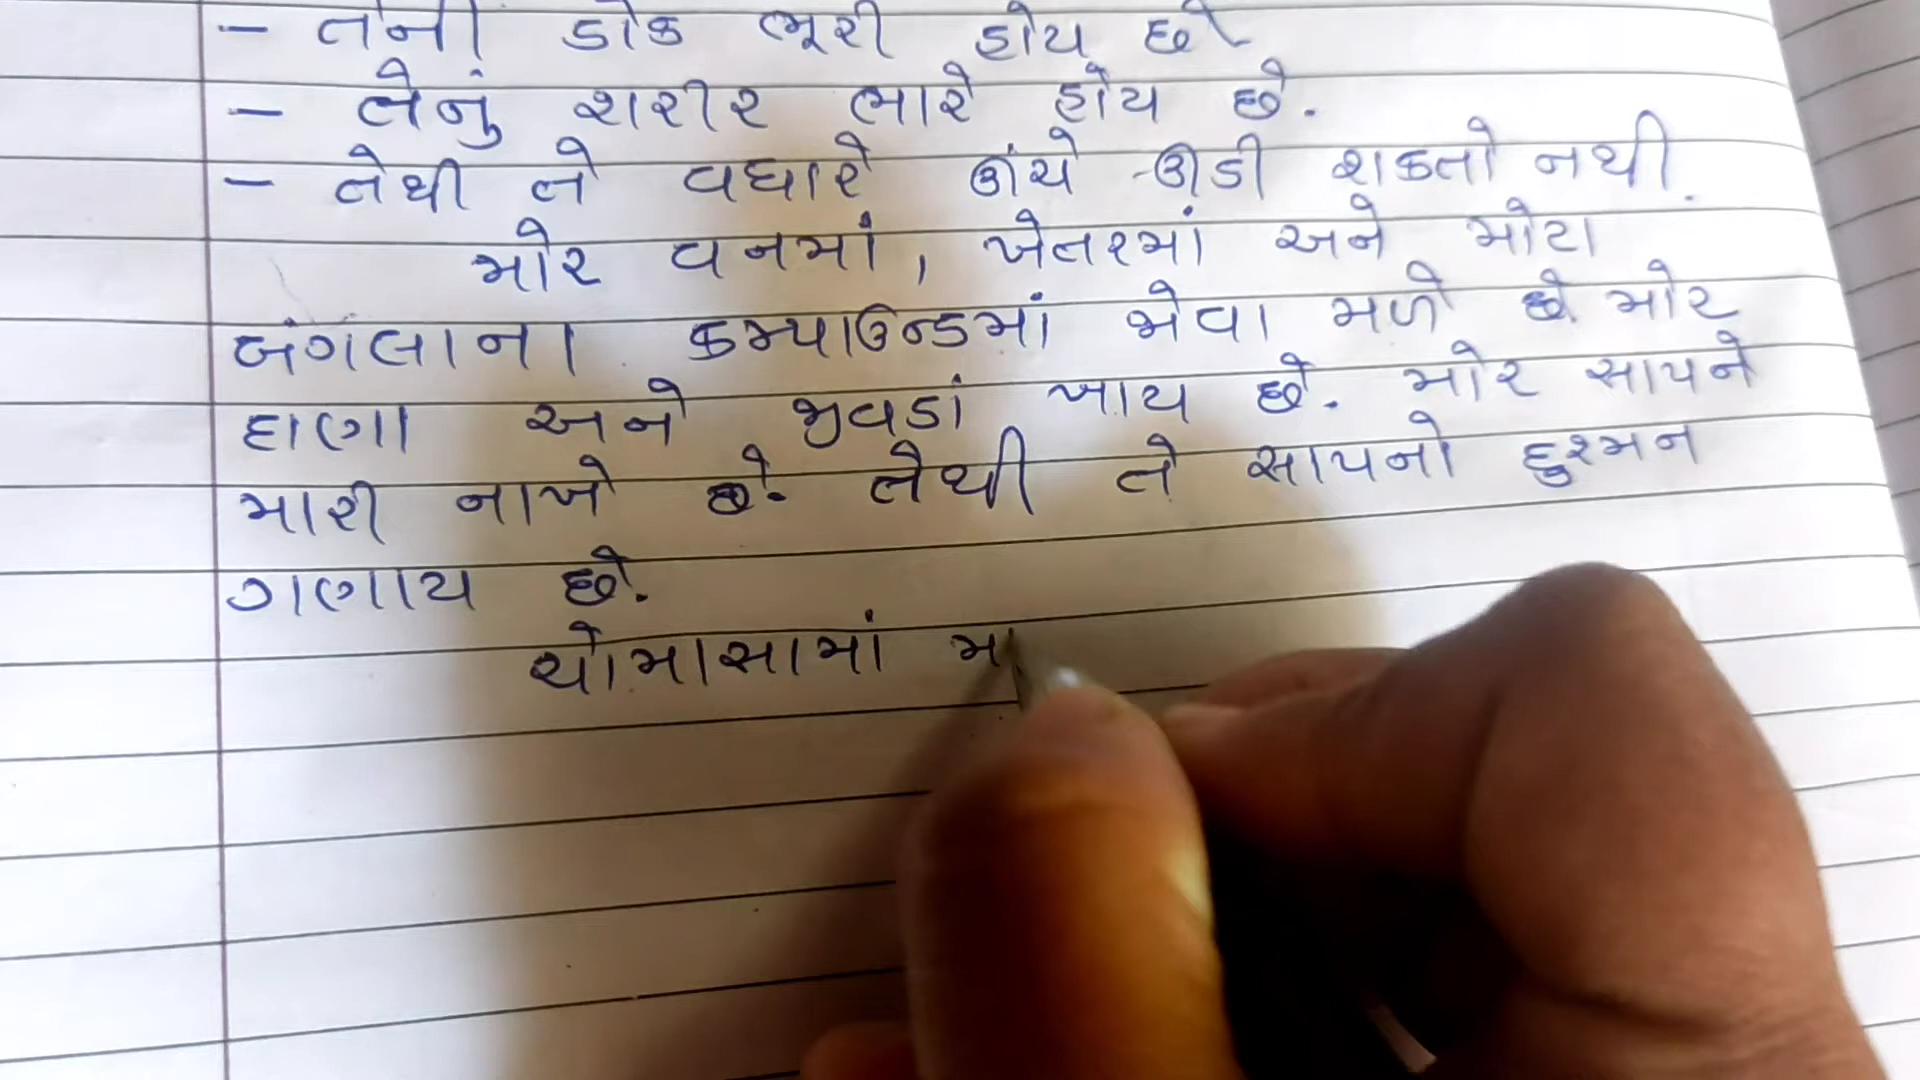 - તેની ડોક ભૂરી હોય છે
- તેનું શરીર ભારે હોય છે.
- તેથી તે વધારે ઊંચે ઊડી શકતો નથી.
મોર વનમાં, ખેતરમાં અને મોટા
બંગલાના કમ્પાઉન્ડમાં જોવા મળે છે. મોર
દાણા અને જીવડાં ખાય છે. મોર સાપને
મારી નાખે છે. તેથી તે સાપનો દુશ્મન
ગણાય છે.
ચોમાસામાં મા